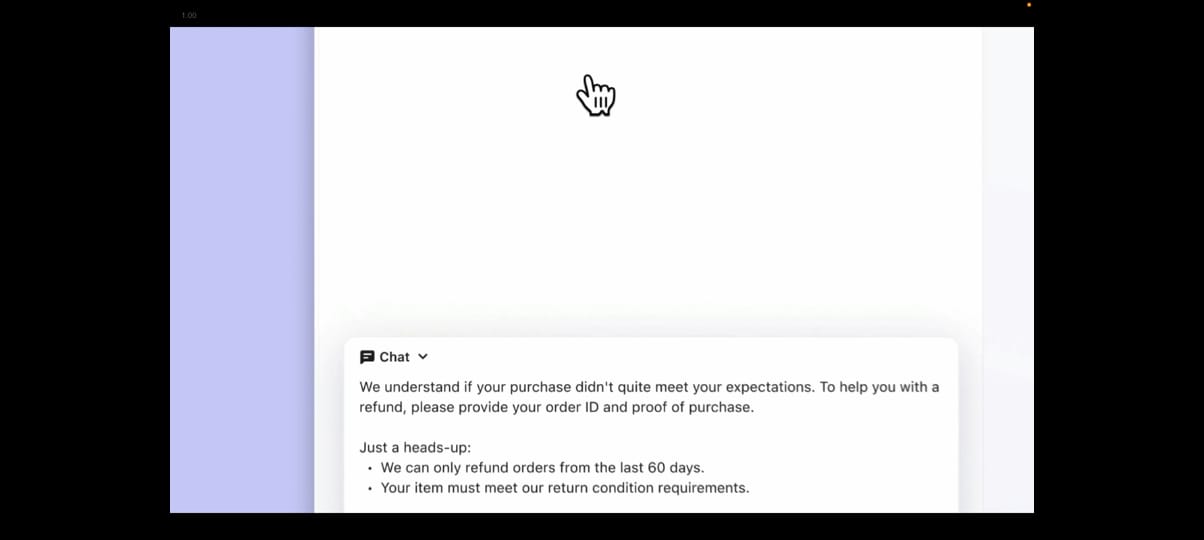 1:00
Chat
We understand if your purchase didn't quite meet your expectations. To help you with a
refund, please provide your order ID and proof of purchase.
Just a heads-up:
• We can only refund orders from the last 60 days.
• Your item must meet our return condition requirements.